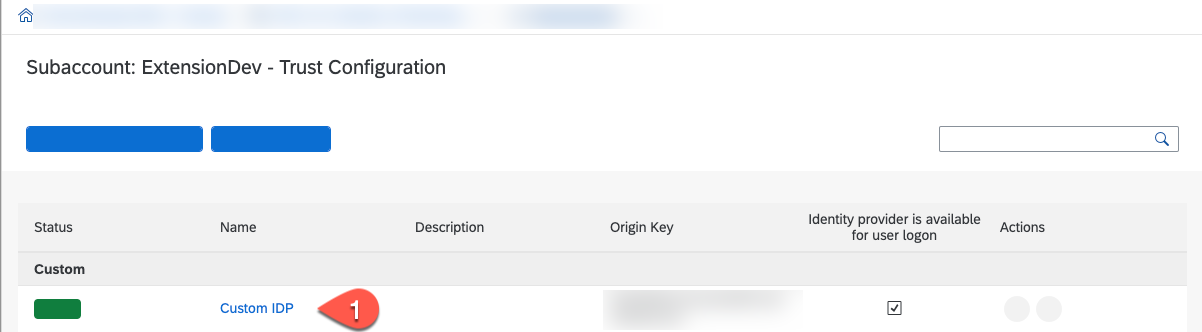 Subaccount: ExtensionDev - Trust Configuration
Status Name Description Origin Key Identity provider is available for user logon Actions
Custom
Custom IDP 1